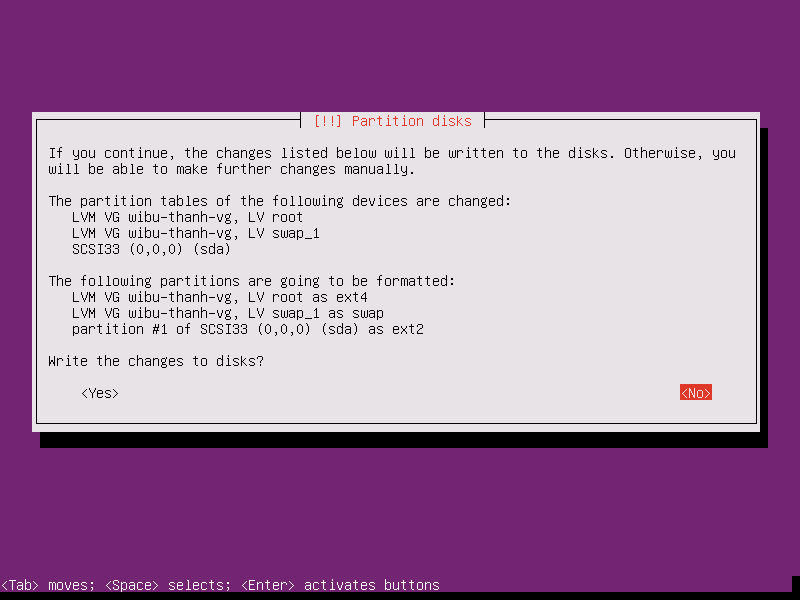 [!!] Partition disks
If you continue, the changes listed below will be written to the disks. Otherwise, you
will be able to make further changes manually.
The partition tables of the following devices are changed:
LVM VG wibu-thanh-vg, LV root
LVM VG wibu-thanh-vg, LV swap_1
SCSI33 (0,0,0) (sda)
The following partitions are going to be formatted:
LVM VG wibu-thanh-vg, LV root as ext4
LVM VG wibu-thanh-vg, LV swap_1 as swap
partition #1 of SCSI33 (0,0,0) (sda) as ext2
Write the changes to disks?
<Yes> <No>
<Tab> moves; <Space> selects; <Enter> activates buttons